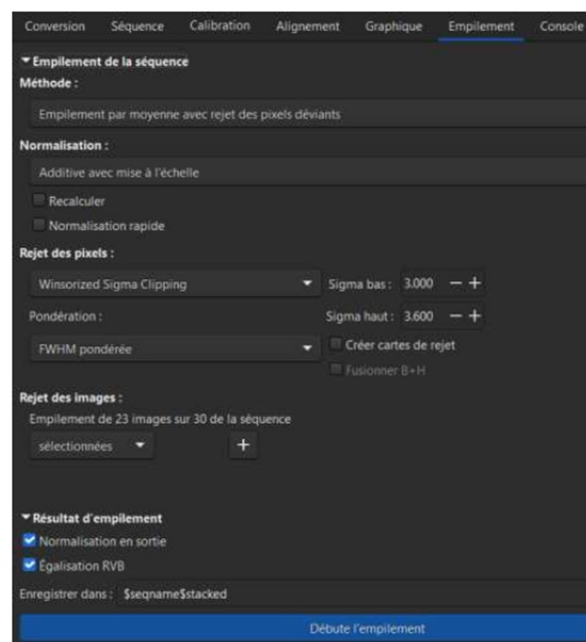 Conversion Séquence Calibration Alignement Graphique Empilement Console
Empilement de la séquence
Méthode :
Empilement par moyenne avec rejet des pixels déviants
Normalisation :
Additive avec mise à l'échelle
Recalculer
Normalisation rapide
Rejet des pixels :
Winsorized Sigma Clipping Sigma bas : 3.000 − +
Pondération : Sigma haut : 3.600 − +
FWHM pondérée Créer cartes de rejet
Fusionner B+H
Rejet des images :
Empilement de 23 images sur 30 de la séquence
sélectionnées +
Résultat d'empilement
Normalisation en sortie
Égalisation RVB
Enregistrer dans : $seqname$stacked
Débute l'empilement